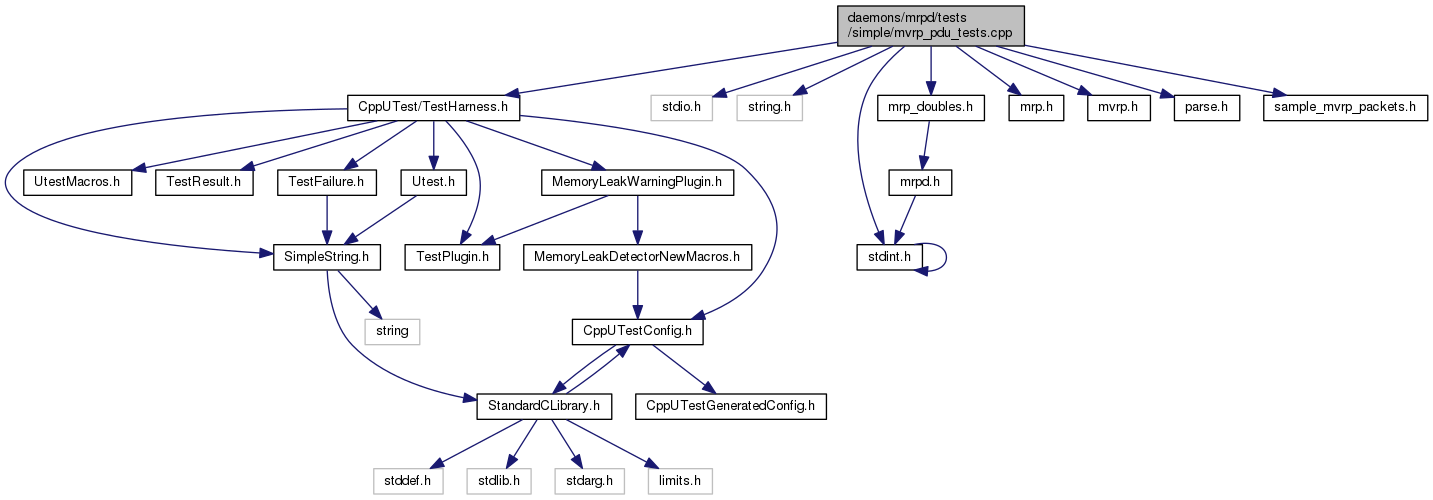 daemons/mrpd/tests
/simple/mvrp_pdu_tests.cpp
CppUTest/TestHarness.h
stdio.h
string.h
mrp_doubles.h
mrp.h
mvrp.h
parse.h
sample_mvrp_packets.h
UtestMacros.h
TestResult.h
TestFailure.h
Utest.h
MemoryLeakWarningPlugin.h
mrpd.h
SimpleString.h
TestPlugin.h
MemoryLeakDetectorNewMacros.h
stdint.h
string
CppUTestConfig.h
StandardCLibrary.h
CppUTestGeneratedConfig.h
stddef.h
stdlib.h
stdarg.h
limits.h